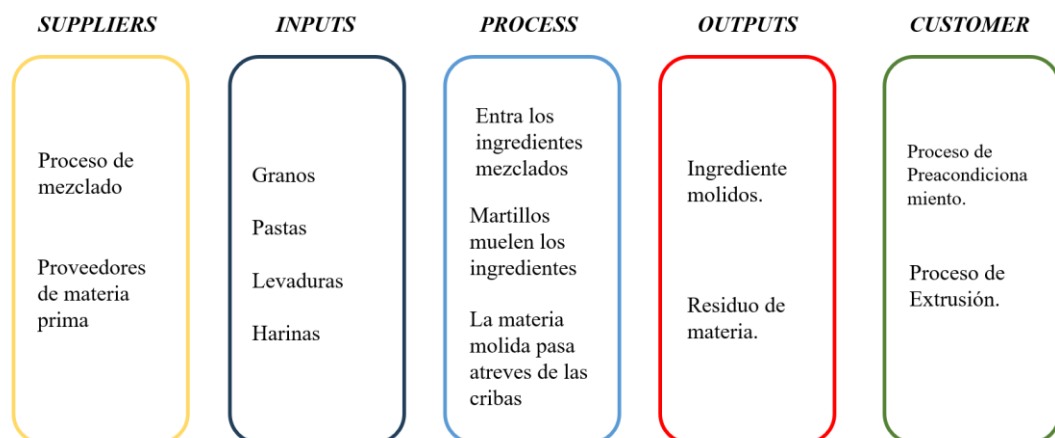 SUPPLIERS
INPUTS
PROCESS
OUTPUTS
CUSTOMER
Proceso de
mezclado
Proveedores
de materia
prima
Granos
Pastas
Levaduras
Harinas
Entra los
ingredientes
mezclados
Martillos
muelen los
ingredientes
La materia
molida pasa
atreves de las
cribas
Ingrediente
molidos.
Residuo de
materia.
Proceso de
Preacondiciona
miento.
Proceso de
Extrusión.